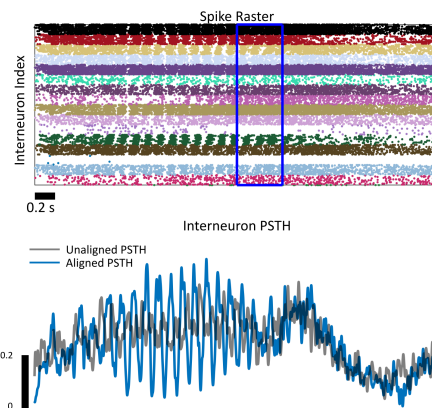 Spike Raster
Interneuron Index
0.2 s
Interneuron PSTH
Unaligned PSTH
Aligned PSTH
0.2
0